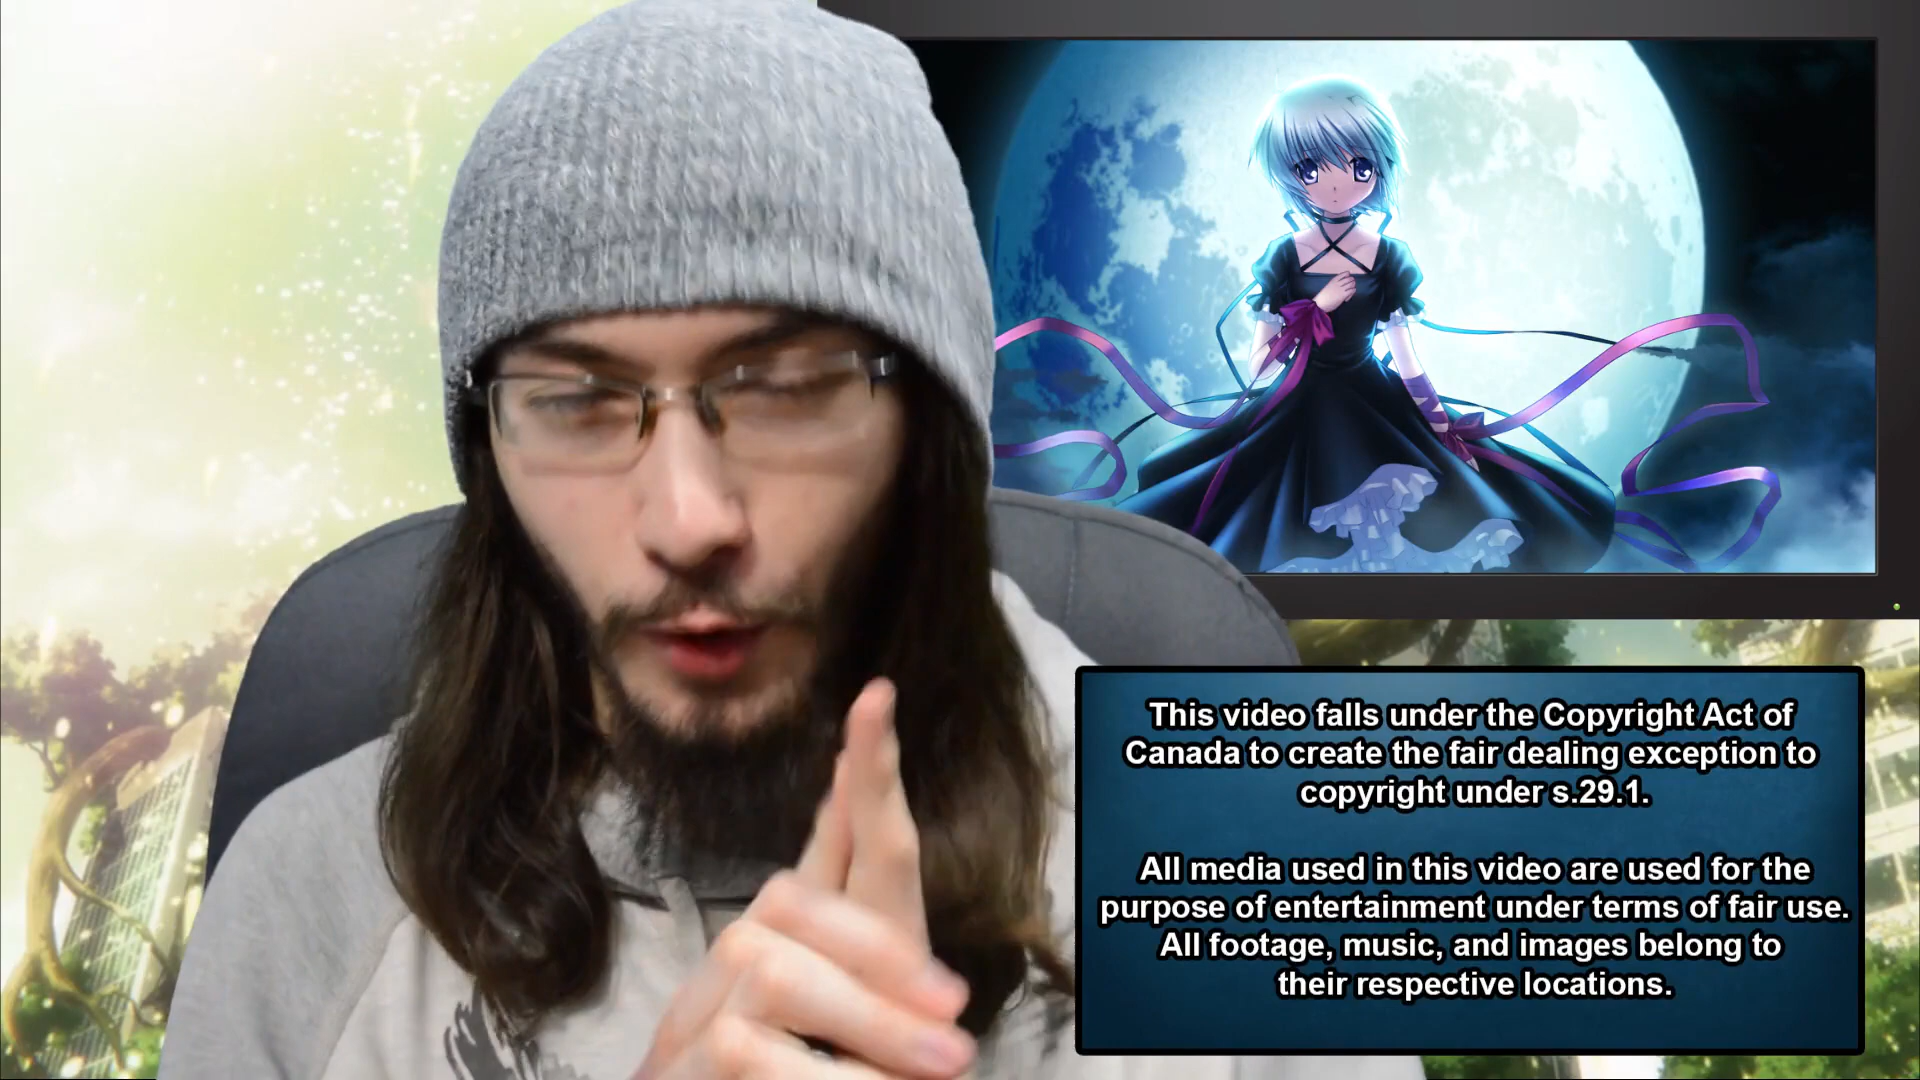 This video falls under the Copyright Act of
Canada to create the fair dealing exception to
copyright under s.29.1.
All media used in this video are used for the
purpose of entertainment under terms of fair use.
All footage, music, and images belong to
their respective locations.